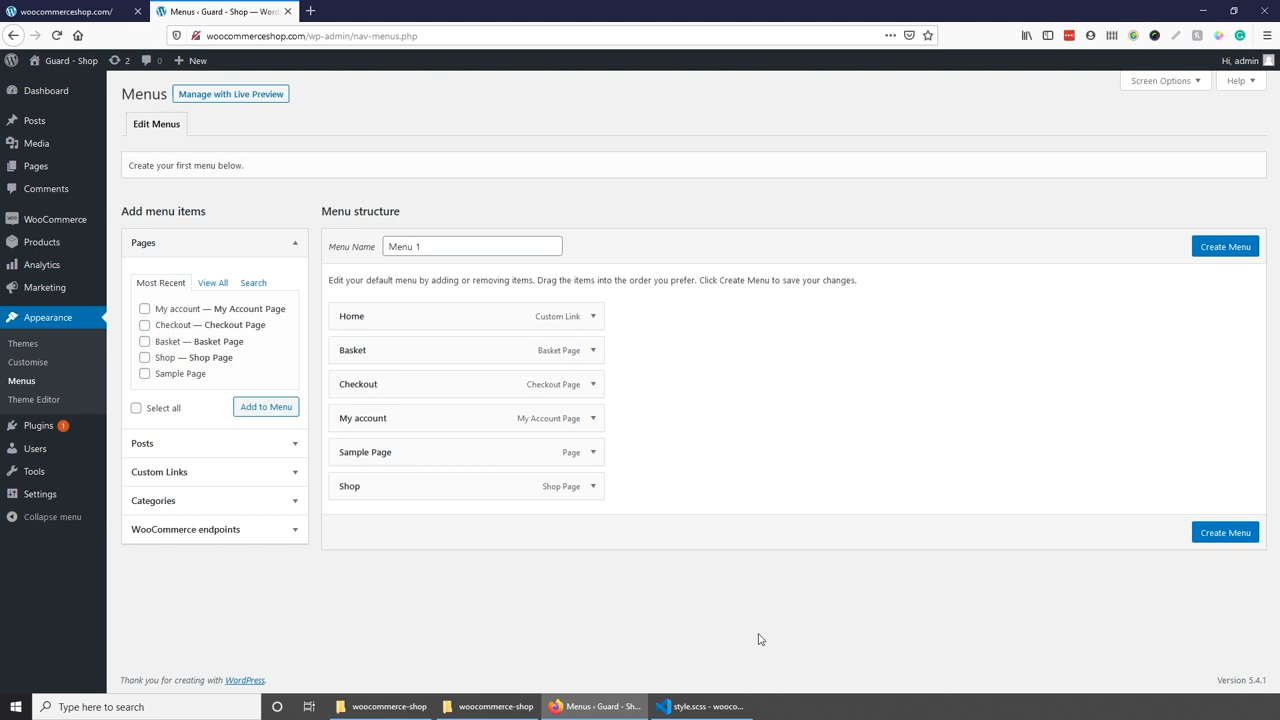 woocommerceshop.com/
Menus ‹ Guard - Shop — Wor
woocommerceshop.com/wp-admin/nav-menus.php
Guard - Shop 2 0 New
Hi, admin
Dashboard
Posts
Media
Pages
Comments
WooCommerce
Products
Analytics
Marketing
Appearance
Themes
Customise
Menus
Theme Editor
Plugins 1
Users
Tools
Settings
Collapse menu
Menus
Manage with Live Preview
Screen Options
Help
Edit Menus
Create your first menu below.
Add menu items
Pages
Most Recent View All Search
My account — My Account Page
Checkout — Checkout Page
Basket — Basket Page
Shop — Shop Page
Sample Page
Select all
Add to Menu
Posts
Custom Links
Categories
WooCommerce endpoints
Menu structure
Menu Name Menu 1
Create Menu
Edit your default menu by adding or removing items. Drag the items into the order you prefer. Click Create Menu to save your changes.
Home Custom Link
Basket Basket Page
Checkout Checkout Page
My account My Account Page
Sample Page Page
Shop Shop Page
Create Menu
Thank you for creating with WordPress.
Version 5.4.1
Type here to search
woocommerce-shop
woocommerce-shop
Menus ‹ Guard - Sh...
style.scss - wooco...